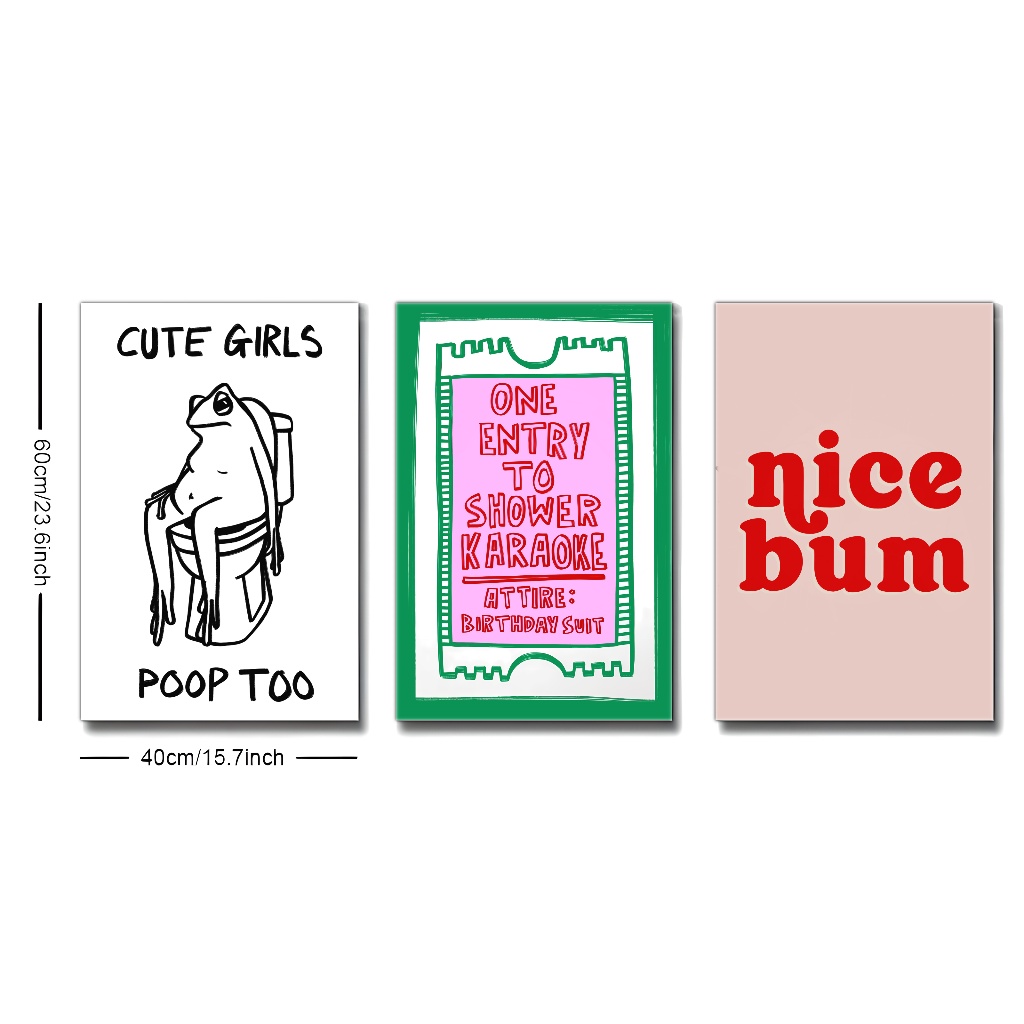 CUTE GIRLS
POOP TOO
ONE
ENTRY
TO
SHOWER
KARAOKE
ATTIRE:
BIRTHDAY SUIT
nice
bum
60cm/23.6inch
40cm/15.7inch